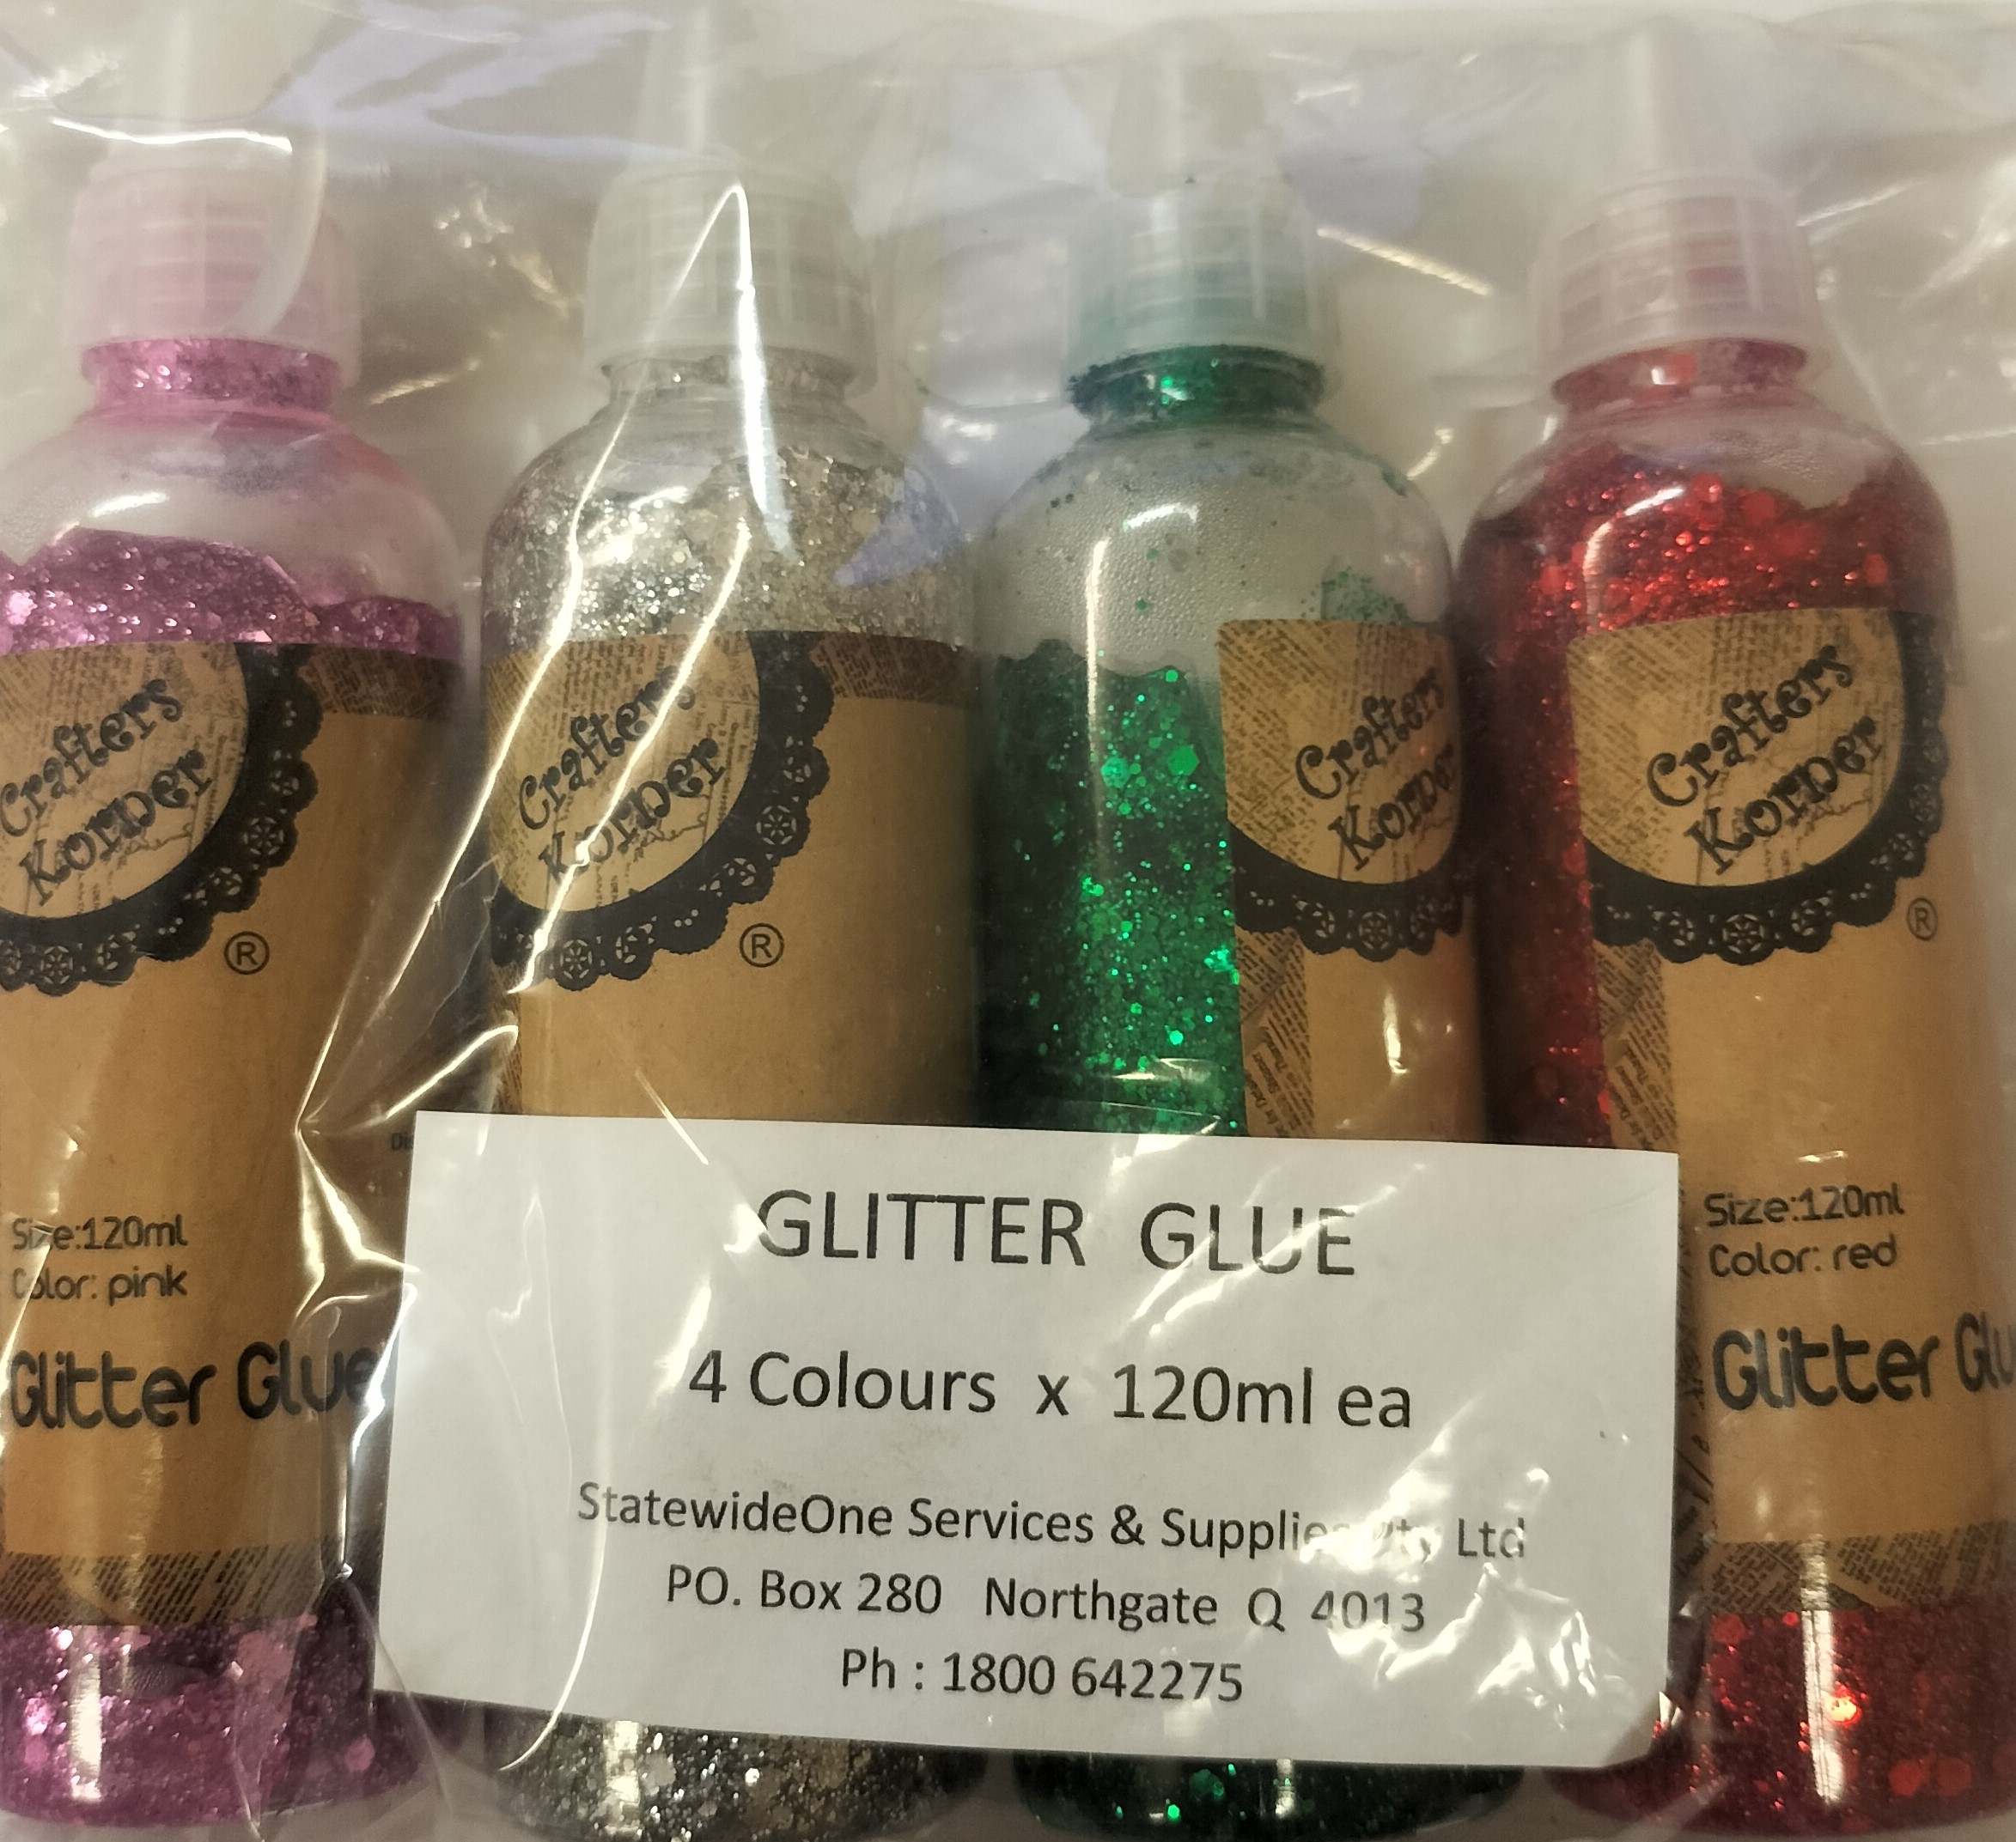 Crafters
Korner
®
Size:120ml
Color: pink
Glitter Glue
Crafters
Korner
®
Crafters
Korner
Crafters
Korner
®
Size:120ml
Color: red
Glitter Glu
GLITTER GLUE
4 Colours x 120ml ea
StatewideOne Services & Supplies Pty Ltd
PO. Box 280 Northgate Q 4013
Ph : 1800 642275